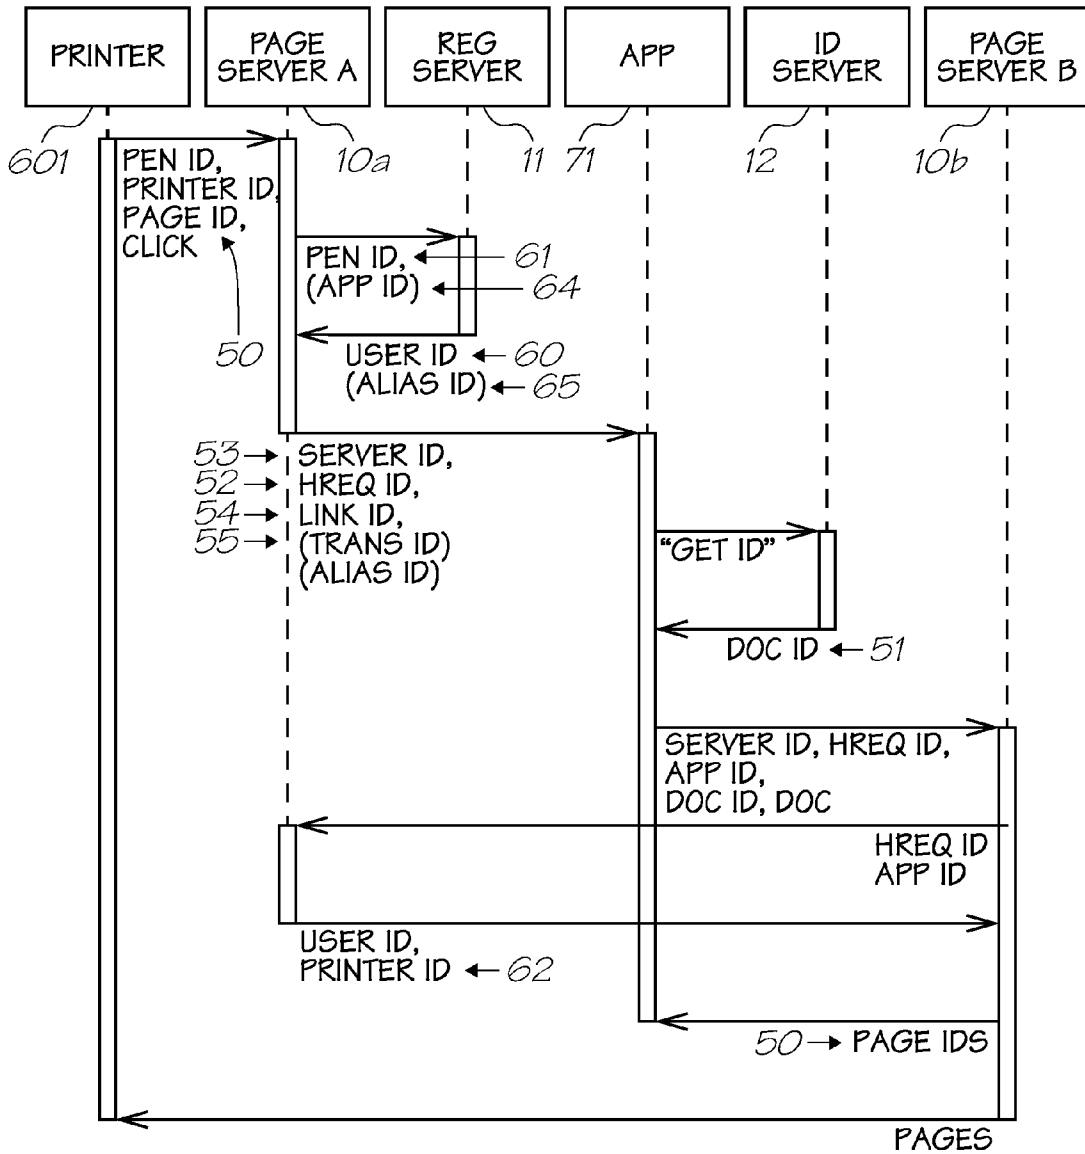 PRINTER
PAGE
SERVER A
REG
SERVER
APP
ID
SERVER
PAGE
SERVER B
601
10a
11
71
12
10b
PEN ID,
PRINTER ID,
PAGE ID,
CLICK
50
PEN ID, 61
(APP ID) 64
USER ID 60
(ALIAS ID) 65
53 SERVER ID,
52 HREQ ID,
54 LINK ID,
55 (TRANS ID)
(ALIAS ID)
“GET ID”
DOC ID 51
SERVER ID, HREQ ID,
APP ID,
DOC ID, DOC
HREQ ID
APP ID
USER ID,
PRINTER ID 62
50 PAGE IDS
PAGES